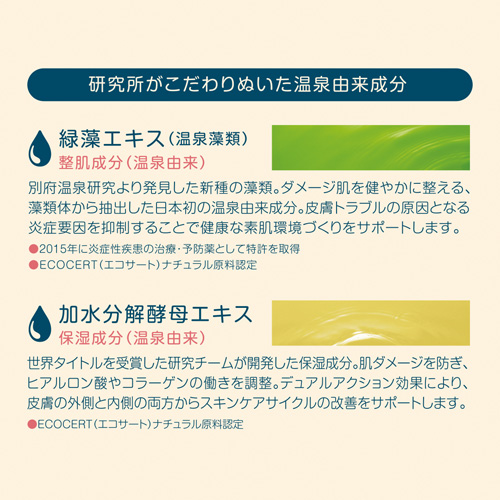 研究所がこだわりぬいた温泉由来成分
緑藻エキス(温泉藻類)
整肌成分(温泉由来)
別府温泉研究より発見した新種の藻類。ダメージ肌を健やかに整える、
藻類体から抽出した日本初の温泉由来成分。皮膚トラブルの原因となる
炎症要因を抑制することで健康な素肌環境づくりをサポートします。
●2015年に炎症性疾患の治療・予防薬として特許を取得
●ECOCERT(エコサート)ナチュラル原料認定
加水分解酵母エキス
保湿成分(温泉由来)
世界タイトルを受賞した研究チームが開発した保湿成分。肌ダメージを防ぎ、
ヒアルロン酸やコラーゲンの働きを調整。デュアルアクション効果により、
皮膚の外側と内側の両方からスキンケアサイクルの改善をサポートします。
●ECOCERT(エコサート)ナチュラル原料認定